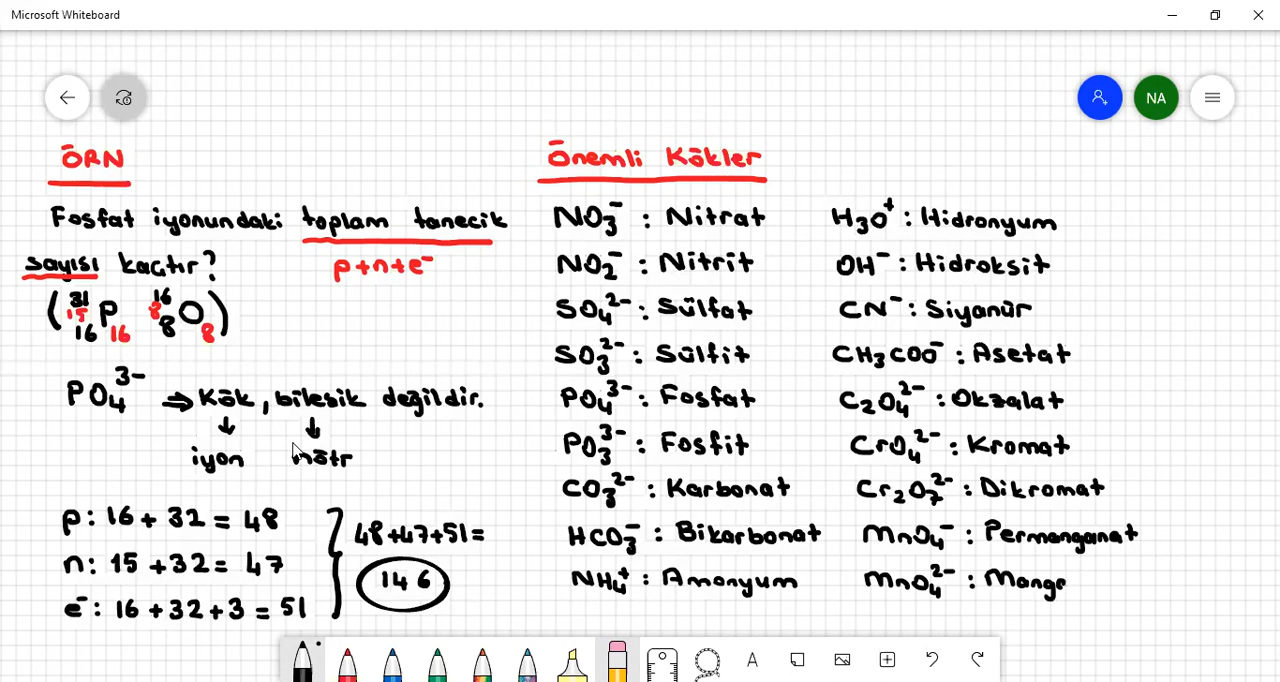 Microsoft Whiteboard
NA
ÖRN
Fosfat iyonundaki toplam tanecik
sayısı kaçtır?
p+n+e⁻
(³¹₁₆P 15 16 ¹⁶₈O 8 8)
PO₄³⁻ ⇒ Kök, bileşik değildir.
↓ ↓
iyon nötr
p: 16 + 32 = 48
n: 15 + 32 = 47
e⁻: 16 + 32 + 3 = 51
48+47+51=
146
Önemli Kökler
NO₃⁻ : Nitrat
NO₂⁻ : Nitrit
SO₄²⁻ : Sülfat
SO₃²⁻ : Sülfit
PO₄³⁻ : Fosfat
PO₃³⁻ : Fosfit
CO₃²⁻ : Karbonat
HCO₃⁻ : Bikarbonat
NH₄⁺ : Amonyum
H₃O⁺ : Hidronyum
OH⁻ : Hidroksit
CN⁻ : Siyanür
CH₃COO⁻ : Asetat
C₂O₄²⁻ : Okzalat
CrO₄²⁻ : Kromat
Cr₂O₇²⁻ : Dikromat
MnO₄⁻ : Permanganat
MnO₄²⁻ : Mango
A